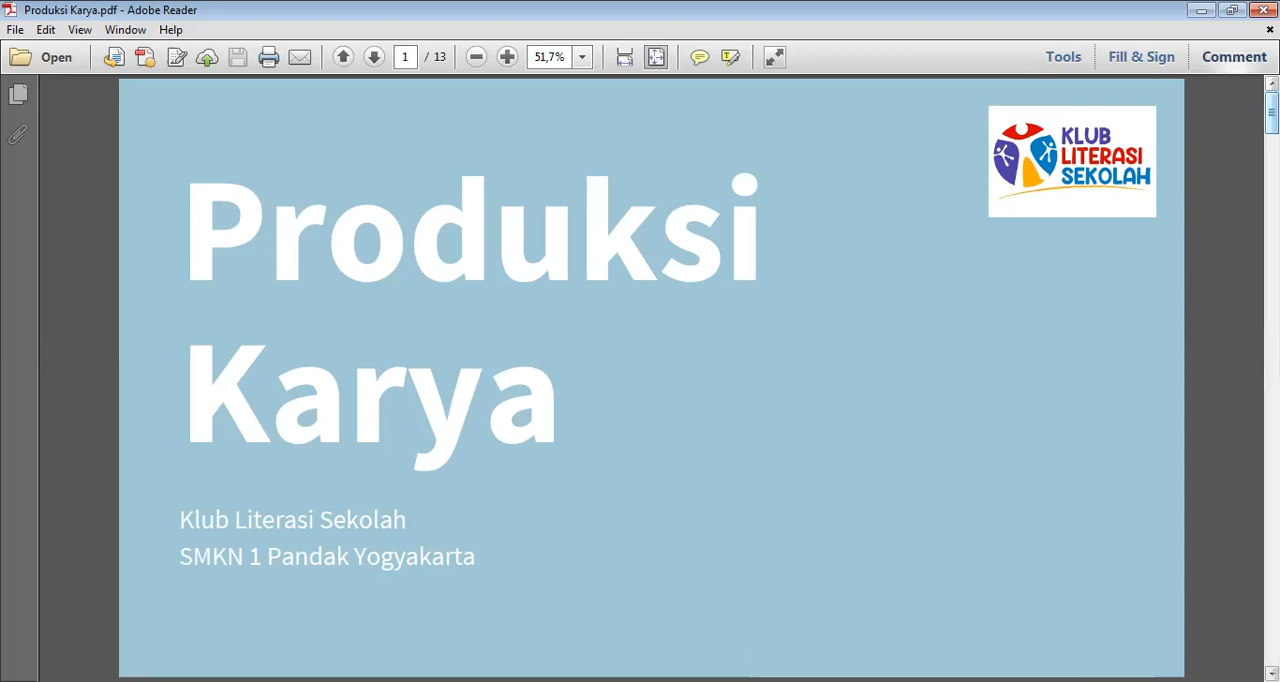 Produksi Karya.pdf - Adobe Reader
File Edit View Window Help
Open 1 / 13 51,7% Tools Fill & Sign Comment
KLUB
LITERASI
SEKOLAH
Produksi
Karya
Klub Literasi Sekolah
SMKN 1 Pandak Yogyakarta